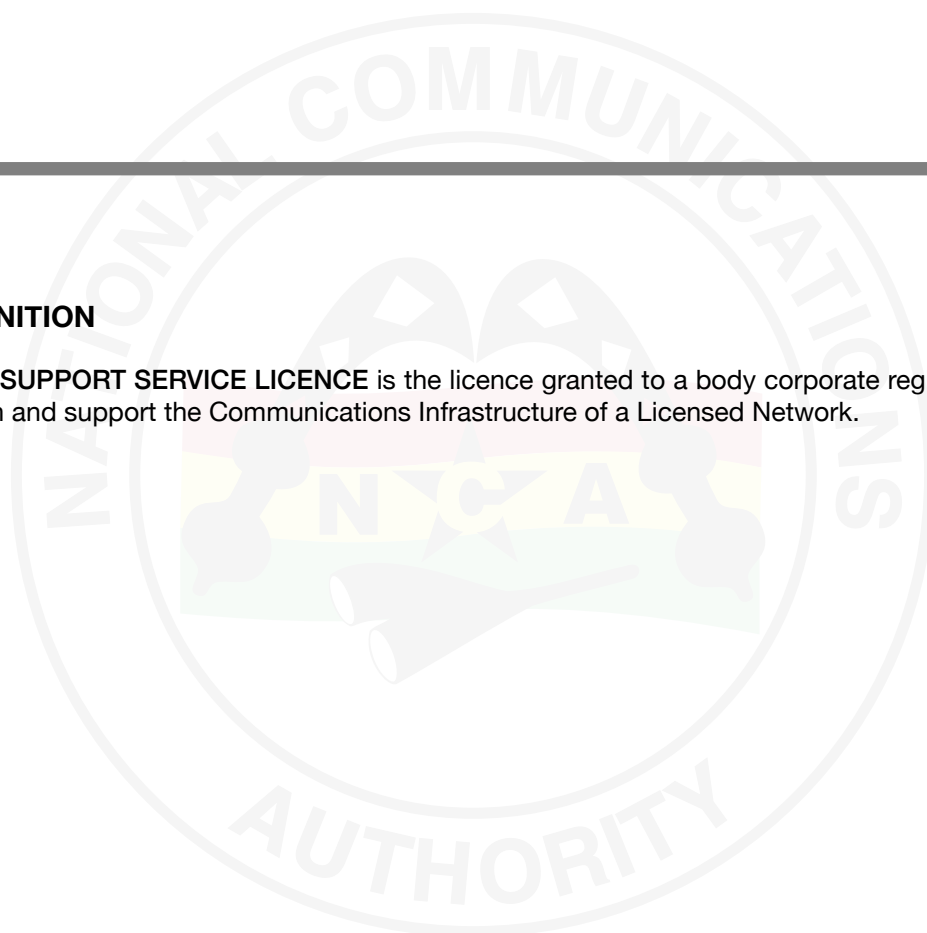 NATIONAL COMMUNICATIONS
NITION
SUPPORT SERVICE LICENCE is the licence granted to a body corporate reg
n and support the Communications Infrastructure of a Licensed Network.
N C A
AUTHORITY